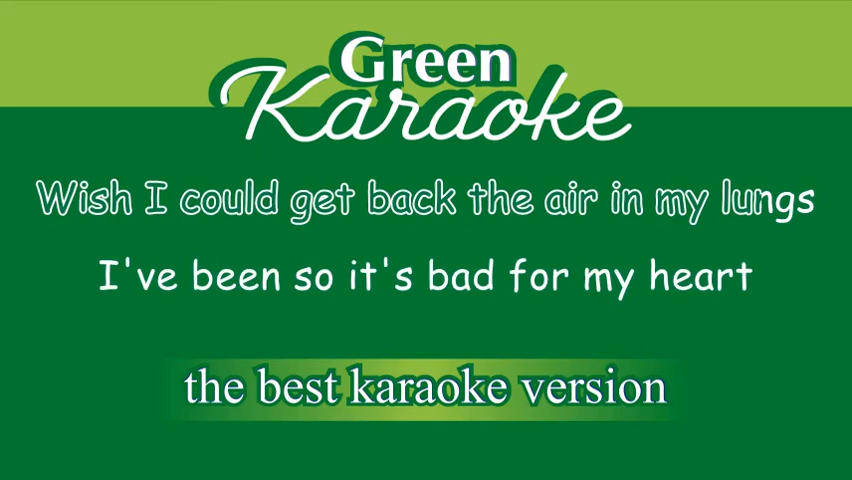 Green
Karaoke
Wish I could get back the air in my lungs
I've been so it's bad for my heart
the best karaoke version